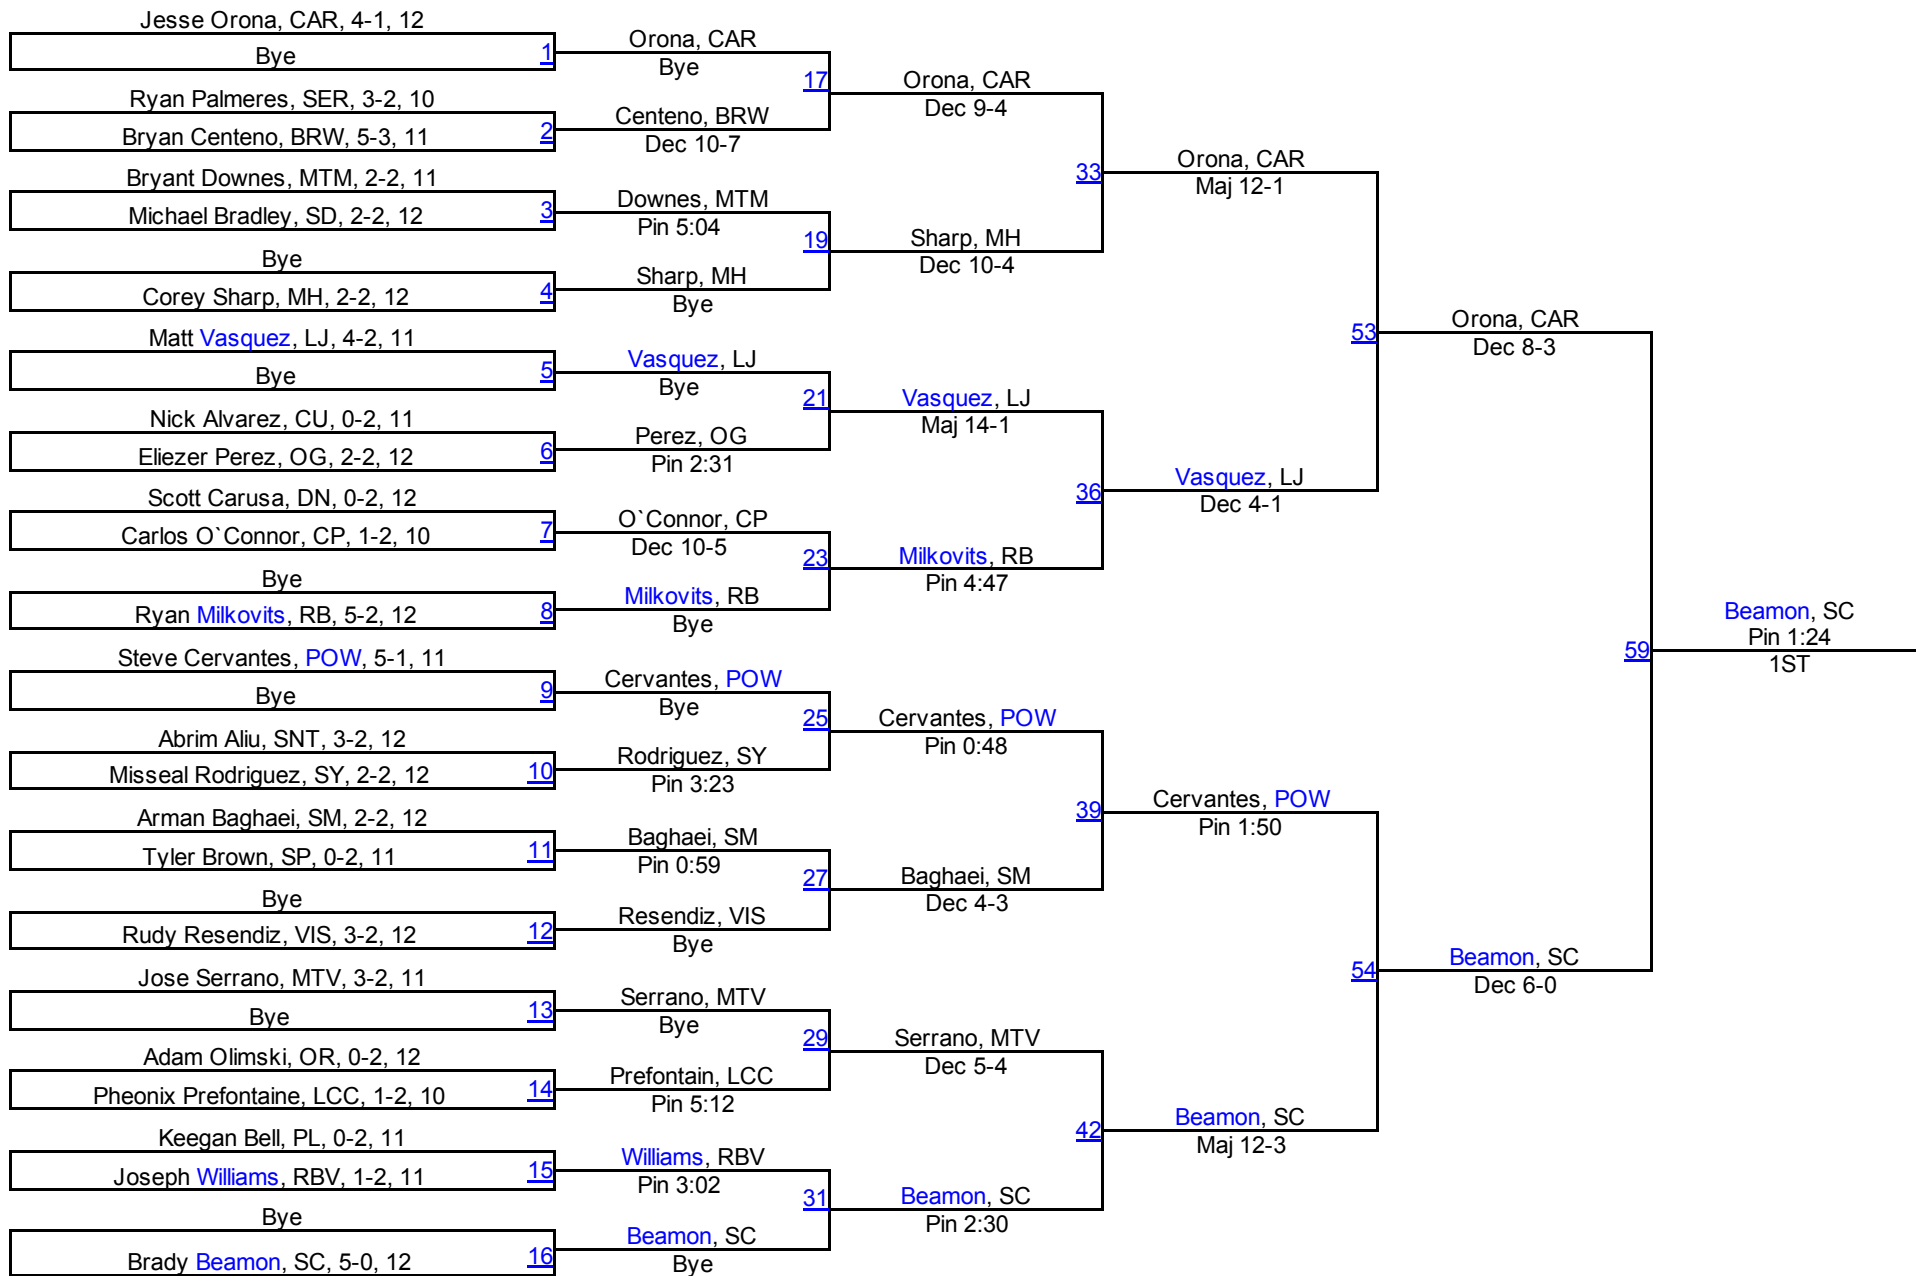 Jesse Orona, CAR, 4-1, 12
Bye
1
Ryan Palmeres, SER, 3-2, 10
Bryan Centeno, BRW, 5-3, 11
2
Bryant Downes, MTM, 2-2, 11
Michael Bradley, SD, 2-2, 12
3
Bye
Corey Sharp, MH, 2-2, 12
4
Matt Vasquez, LJ, 4-2, 11
Bye
5
Nick Alvarez, CU, 0-2, 11
Eliezer Perez, OG, 2-2, 12
6
Scott Carusa, DN, 0-2, 12
Carlos O`Connor, CP, 1-2, 10
7
Bye
Ryan Milkovits, RB, 5-2, 12
8
Steve Cervantes, POW, 5-1, 11
Bye
9
Abrim Aliu, SNT, 3-2, 12
Misseal Rodriguez, SY, 2-2, 12
10
Arman Baghaei, SM, 2-2, 12
Tyler Brown, SP, 0-2, 11
11
Bye
Rudy Resendiz, VIS, 3-2, 12
12
Jose Serrano, MTV, 3-2, 11
Bye
13
Adam Olimski, OR, 0-2, 12
Pheonix Prefontaine, LCC, 1-2, 10
14
Keegan Bell, PL, 0-2, 11
Joseph Williams, RBV, 1-2, 11
15
Bye
Brady Beamon, SC, 5-0, 12
16
Orona, CAR
Bye
17
Centeno, BRW
Dec 10-7
Downes, MTM
Pin 5:04
19
Sharp, MH
Bye
Vasquez, LJ
Bye
21
Perez, OG
Pin 2:31
O`Connor, CP
Dec 10-5
23
Milkovits, RB
Bye
Cervantes, POW
Bye
25
Rodriguez, SY
Pin 3:23
Baghaei, SM
Pin 0:59
27
Resendiz, VIS
Bye
Serrano, MTV
Bye
29
Prefontain, LCC
Pin 5:12
Williams, RBV
Pin 3:02
31
Beamon, SC
Bye
Orona, CAR
Dec 9-4
33
Sharp, MH
Dec 10-4
Vasquez, LJ
Maj 14-1
36
Milkovits, RB
Pin 4:47
Cervantes, POW
Pin 0:48
39
Baghaei, SM
Dec 4-3
Serrano, MTV
Dec 5-4
42
Beamon, SC
Pin 2:30
Orona, CAR
Maj 12-1
53
Vasquez, LJ
Dec 4-1
Cervantes, POW
Pin 1:50
54
Beamon, SC
Maj 12-3
Orona, CAR
Dec 8-3
59
Beamon, SC
Dec 6-0
Beamon, SC
Pin 1:24
1ST